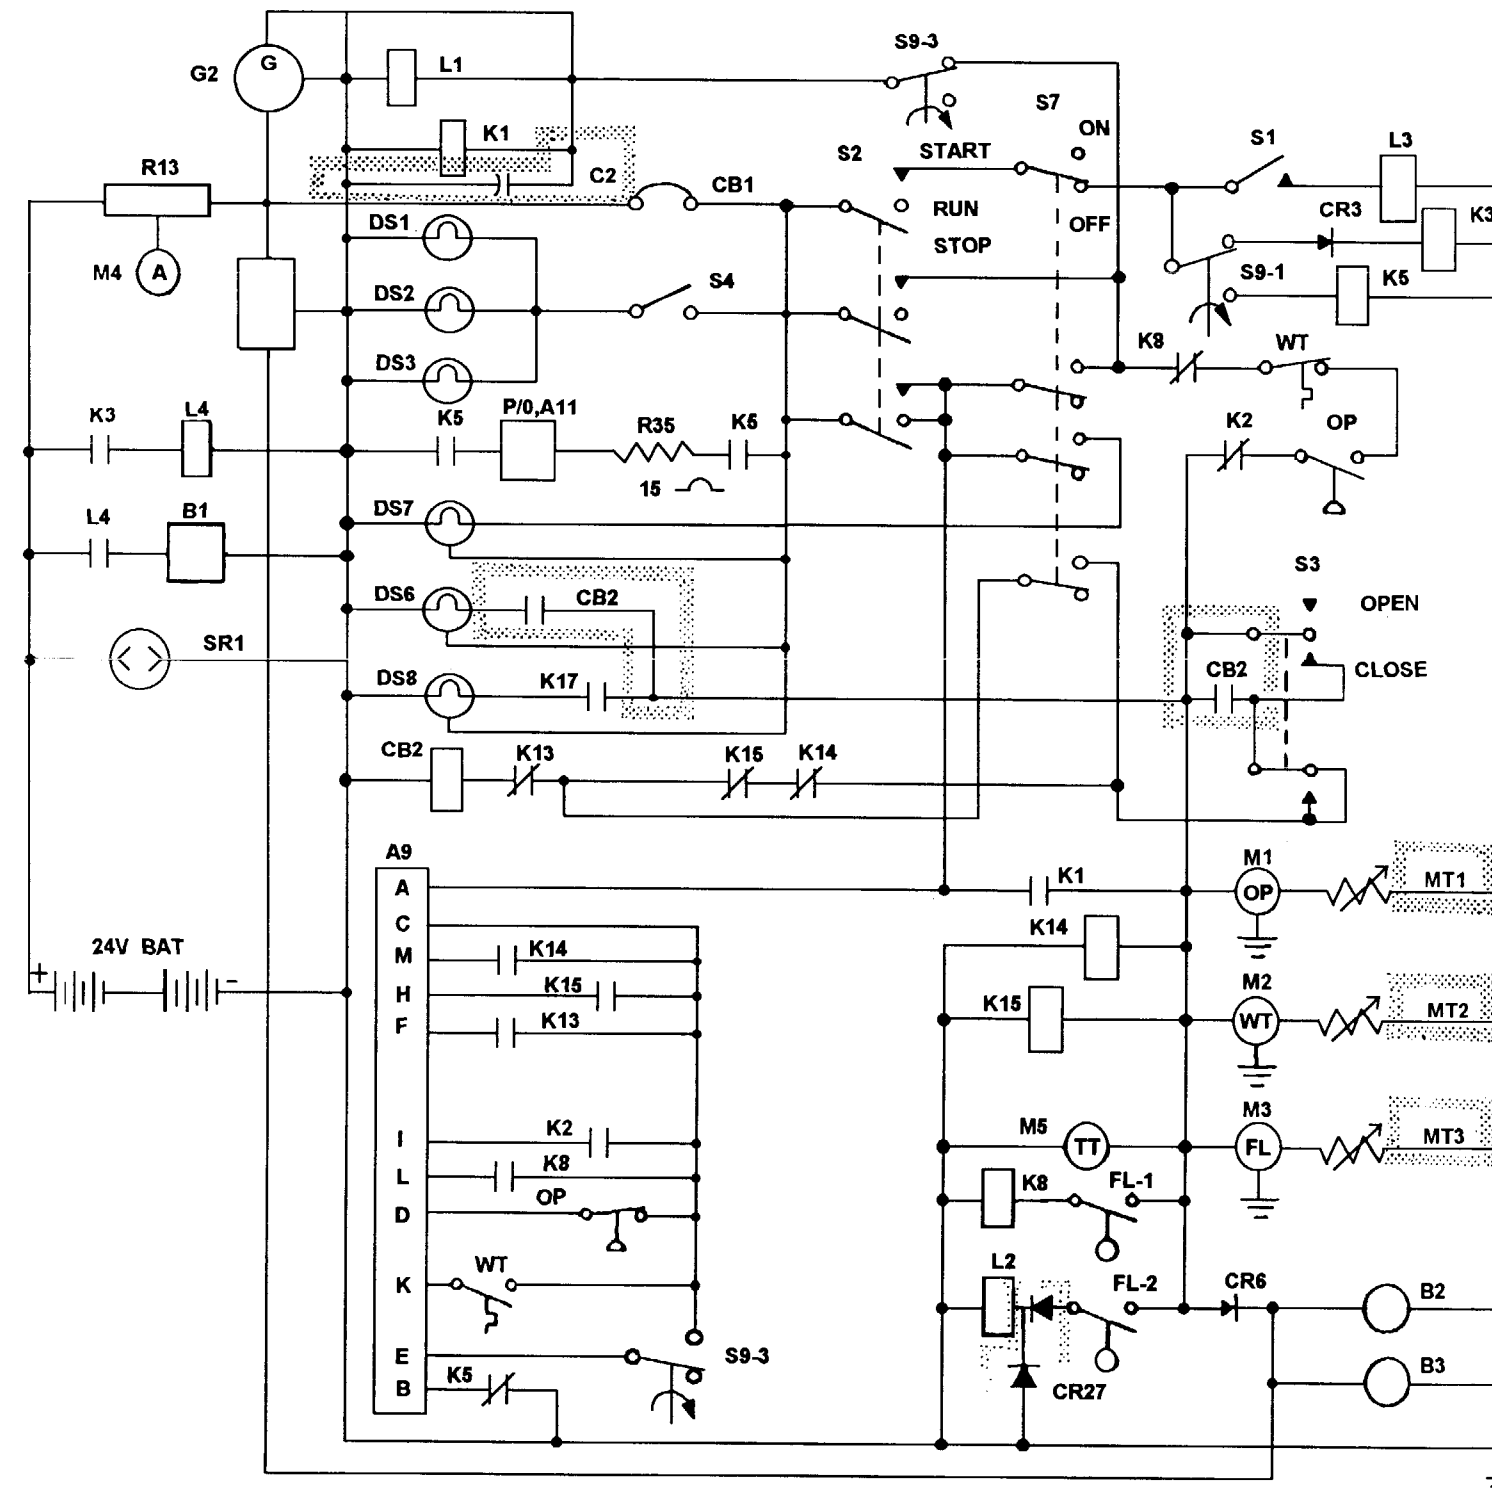 S9-3
G2
G
L1
S7
ON
K1
S2
START
S1
L3
R13
C2
CB1
RUN
CR3
K3
DS1
OFF
STOP
M4
A
S9-1
K5
DS2
S4
K8
WT
DS3
K3
L4
K5
P/0,A11
R35
K5
K2
OP
15
L4
B1
DS7
S3
DS6
CB2
OPEN
SR1
CB2
CLOSE
DS8
K17
CB2
K13
K15
K14
A9
M1
A
K1
OP
MT1
C
K14
24V BAT
M
K14
+
-
M2
H
K15
K15
WT
MT2
F
K13
M3
I
K2
M5
TT
FL
MT3
L
K8
K8
FL-1
D
OP
L2
FL-2
CR6
B2
K
WT
E
S9-3
B3
B
K5
CR27